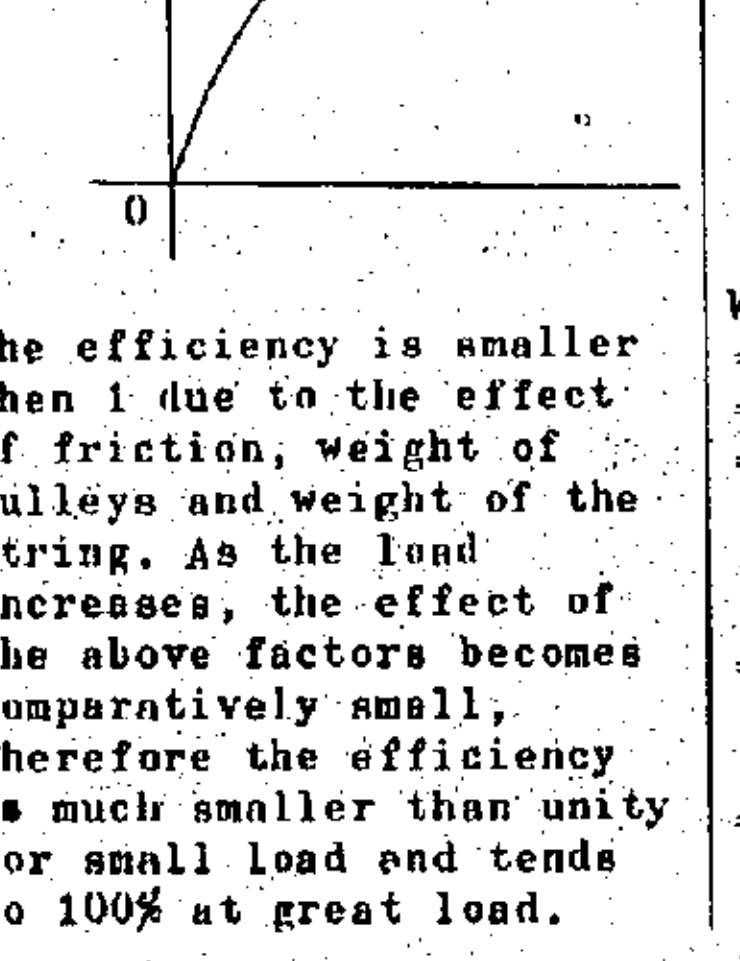 0
he efficiency is smaller
hen 1 due to the effect
f friction, weight of
ulleys and weight of the
tring. As the load
ncreases, the effect of
he above factors becomes
omparatively small,
herefore the efficiency
s much smaller than unity
or small load and tends
o 100% at great load.